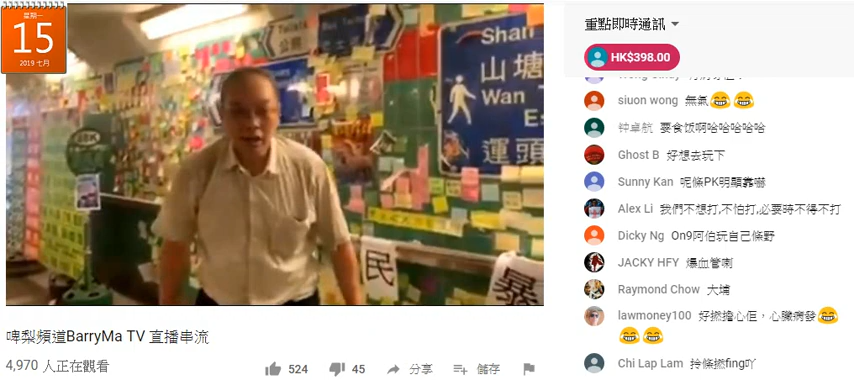 星期一
15
2019 七月
Shan
山塘
Wan T
Es
運頭
民
暴
重點即時通訊
HK$398.00
siuon wong 無氣😂😂
钟卓航 要食饭啊哈哈哈哈哈
Ghost B 好想去玩下
Sunny Kan 呢條PK明顯靠嚇
Alex Li 我們不想打,不怕打,必要時不得不打
Dicky Ng On9阿伯玩自己條野
JACKY HFY 爆血管喇
Raymond Chow 大埔
lawmoney100 好撚擔心佢，心臟病發😂
😂😂
Chi Lap Lam 拎條撚fing吖
啤梨頻道BarryMa TV 直播串流
4,970 人正在觀看
524
45
分享
儲存